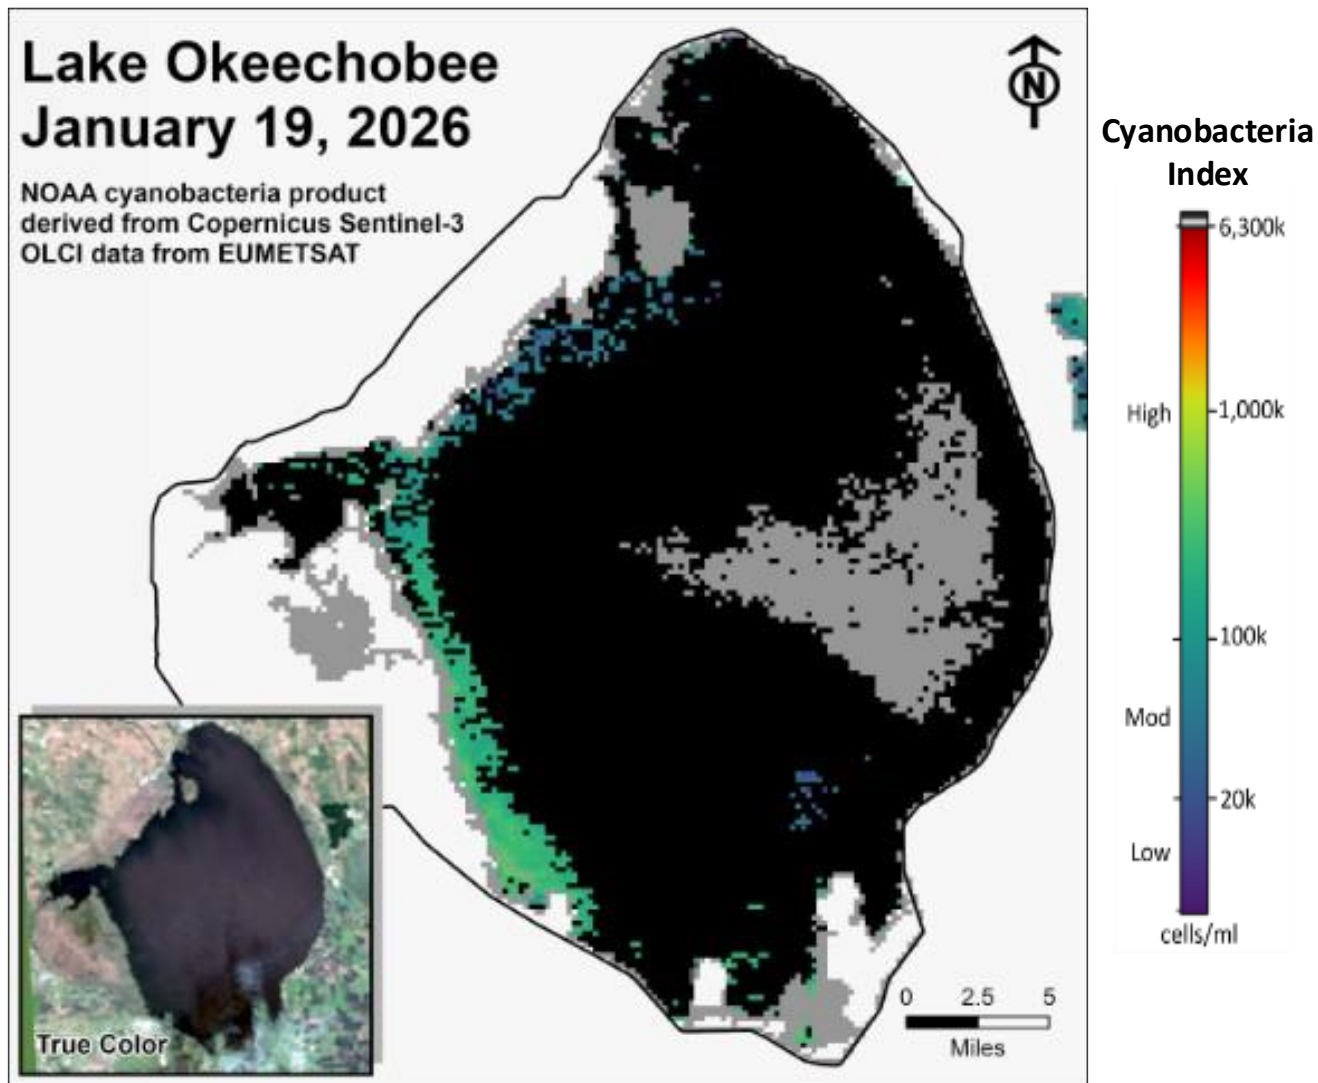 Lake Okeechobee
January 19, 2026
NOAA cyanobacteria product
derived from Copernicus Sentinel-3
OLCI data from EUMETSAT
N
Cyanobacteria
Index
6,300k
High
1,000k
100k
Mod
20k
Low
cells/ml
0 2.5 5
Miles
True Color